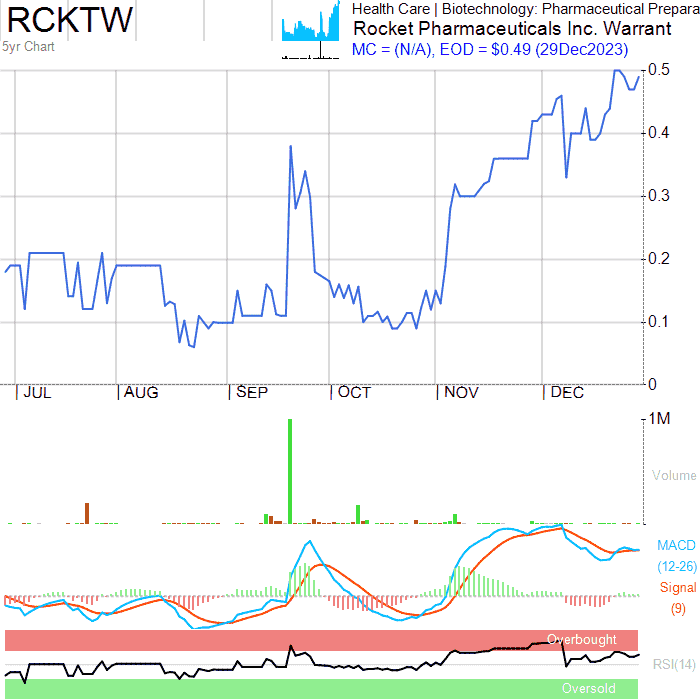 RCKTW
5yr Chart
Health Care | Biotechnology: Pharmaceutical Prepara
Rocket Pharmaceuticals Inc. Warrant
MC = (N/A), EOD = $0.49 (29Dec2023)
0.5
0.4
0.3
0.2
0.1
0
JUL AUG SEP OCT NOV DEC
1M
Volume
MACD
(12-26)
Signal
(9)
Overbought
RSI(14)
Oversold